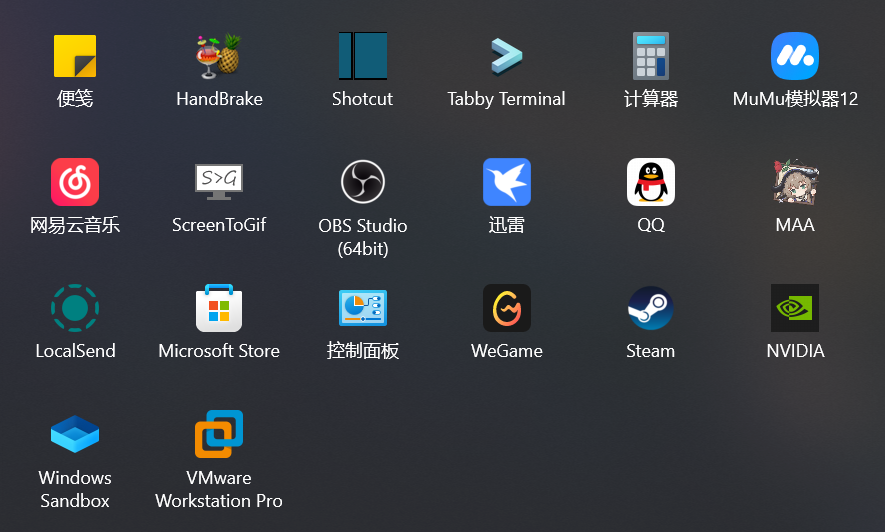 便笺
HandBrake
Shotcut
Tabby Terminal
计算器
MuMu模拟器12
网易云音乐
S>G
ScreenToGif
OBS Studio
(64bit)
迅雷
QQ
MAA
LocalSend
Microsoft Store
控制面板
WeGame
Steam
NVIDIA
Windows
Sandbox
VMware
Workstation Pro